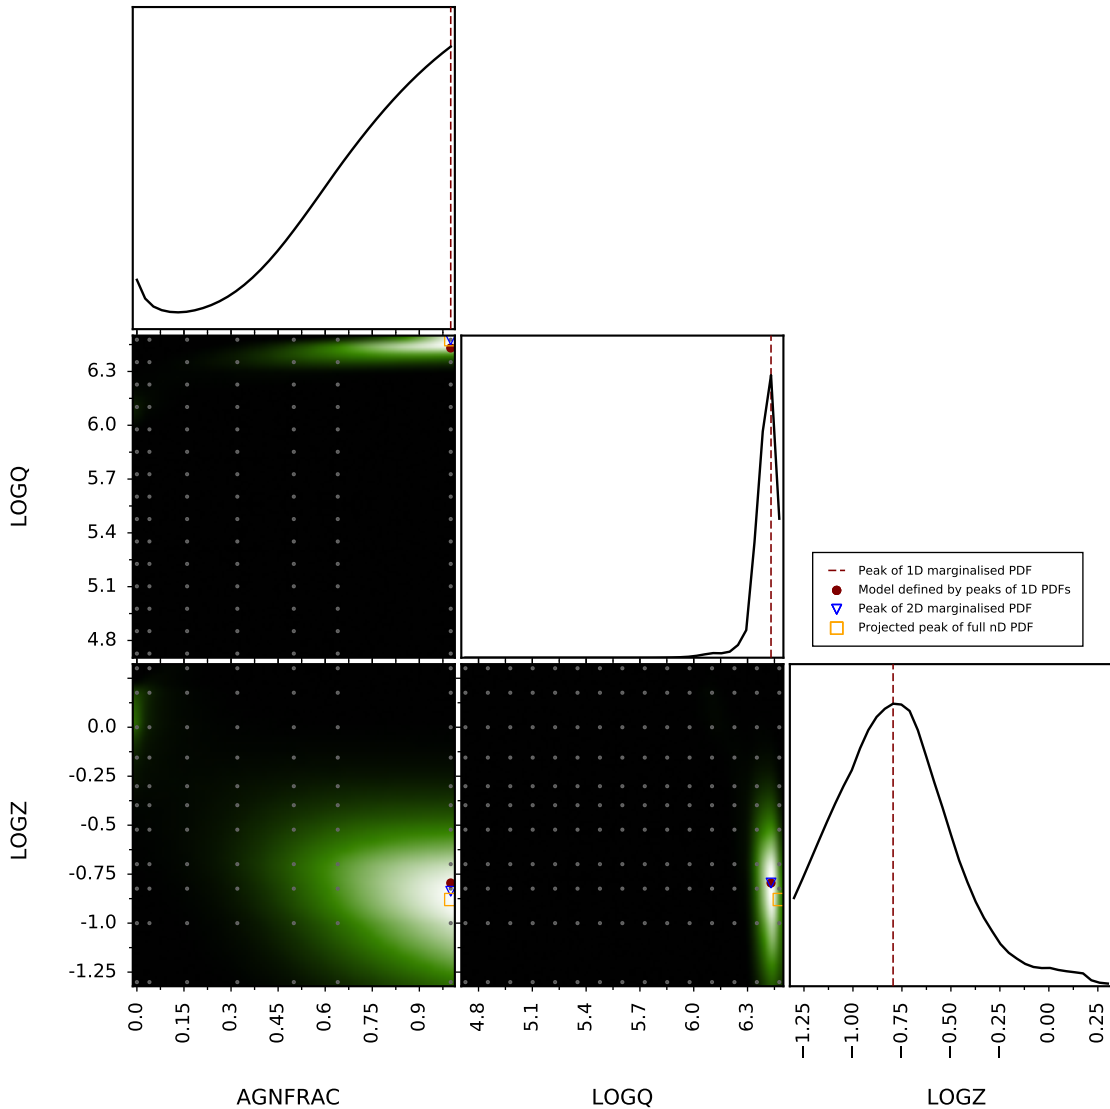 LOGQ
6.3
6.0
5.7
5.4
5.1
4.8
Peak of 1D marginalised PDF
Model defined by peaks of 1D PDFs
Peak of 2D marginalised PDF
Projected peak of full nD PDF
LOGZ
0.0
-0.25
-0.5
-0.75
-1.0
-1.25
0.0 0.15 0.3 0.45 0.6 0.75 0.9
4.8 5.1 5.4 5.7 6.0 6.3
−1.25 −1.00 −0.75 −0.50 −0.25 0.00 0.25
AGNFRAC LOGQ LOGZ